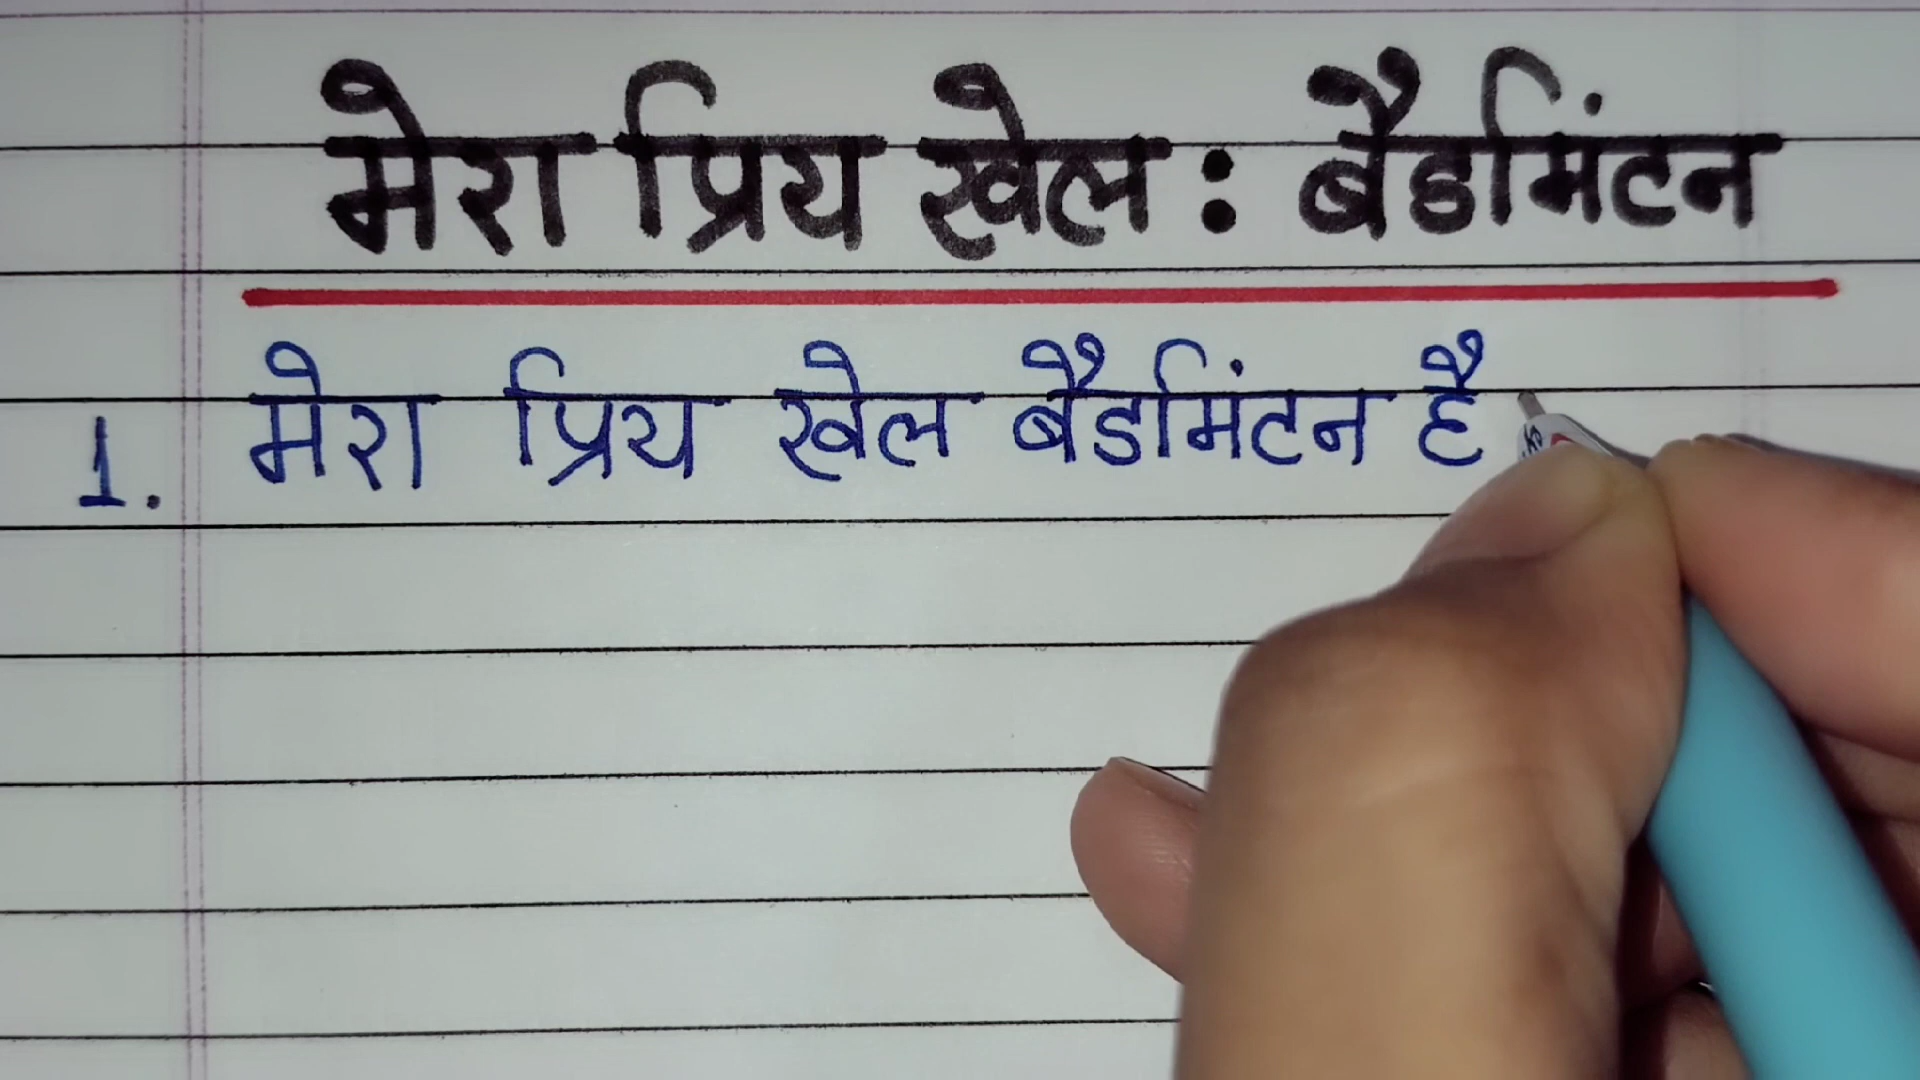 मेरा प्रिय खेल : बैडमिंटन
1. मेरा प्रिय खेल बैडमिंटन है